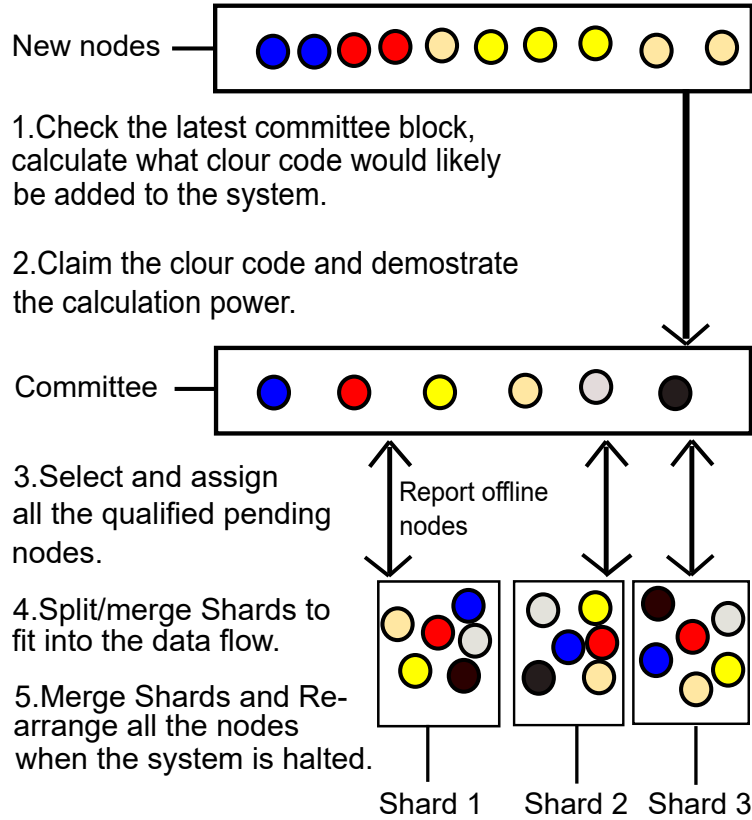 New nodes
1.Check the latest committee block,
calculate what clour code would likely
be added to the system.
2.Claim the clour code and demostrate
the calculation power.
Committee
3.Select and assign
all the qualified pending
nodes.
Report offline
nodes
4.Split/merge Shards to
fit into the data flow.
5.Merge Shards and Re-
arrange all the nodes
when the system is halted.
Shard 1
Shard 2
Shard 3